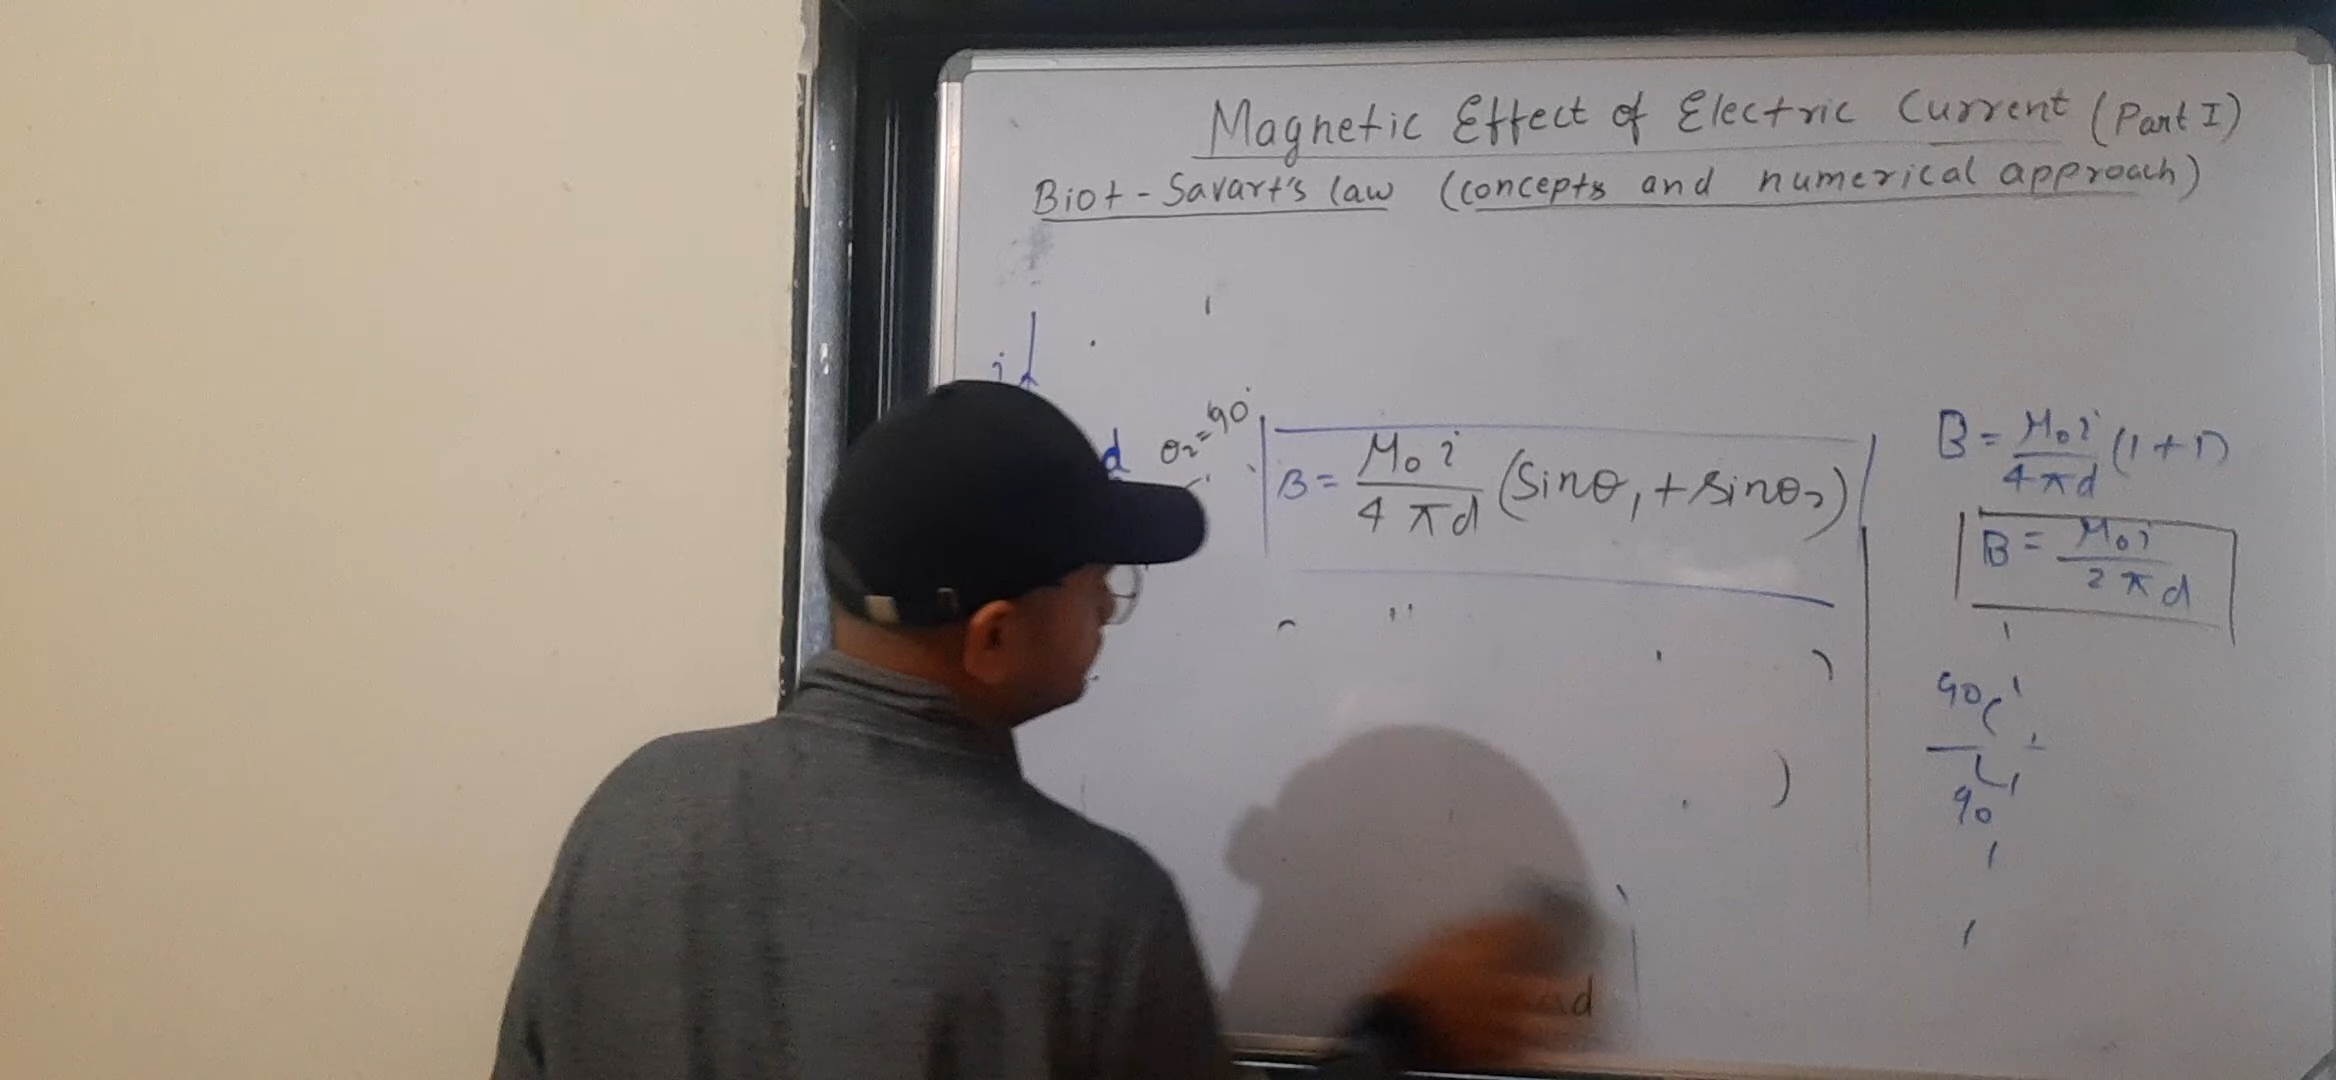 Magnetic Effect of Electric Current (Part I)
Biot-Savart's law (concepts and numerical approach)
i
d
θ₂=90°
B = μ₀i / 4πd (sinθ₁ + sinθ₂)
B = μ₀i / 4πd (1+1)
B = μ₀i / 2πd
90
90
d